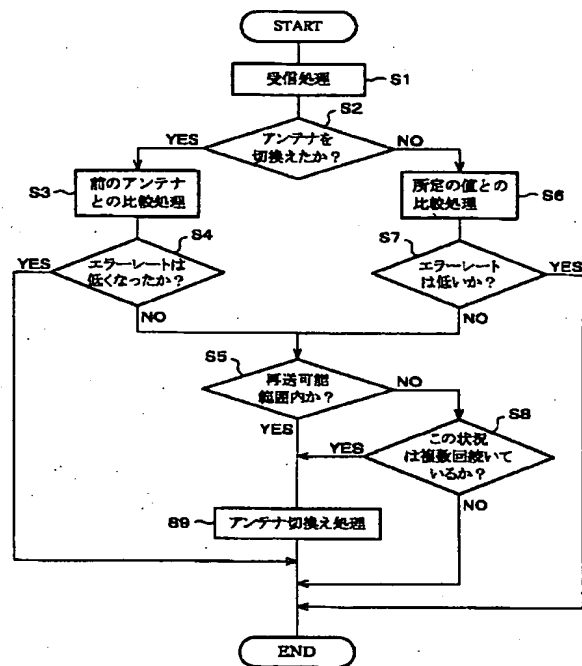 START
受信処理
S1
S2
アンテナを
切換えたか？
YES
NO
S3
前のアンテナ
との比較処理
所定の値との
比較処理
S6
S4
エラーレートは
低くなったか？
YES
NO
S7
エラーレート
は低いか？
YES
NO
S5
再送可能
範囲内か？
NO
YES
S8
この状況
は複数回続いて
いるか？
YES
NO
S9
アンテナ切換え処理
END